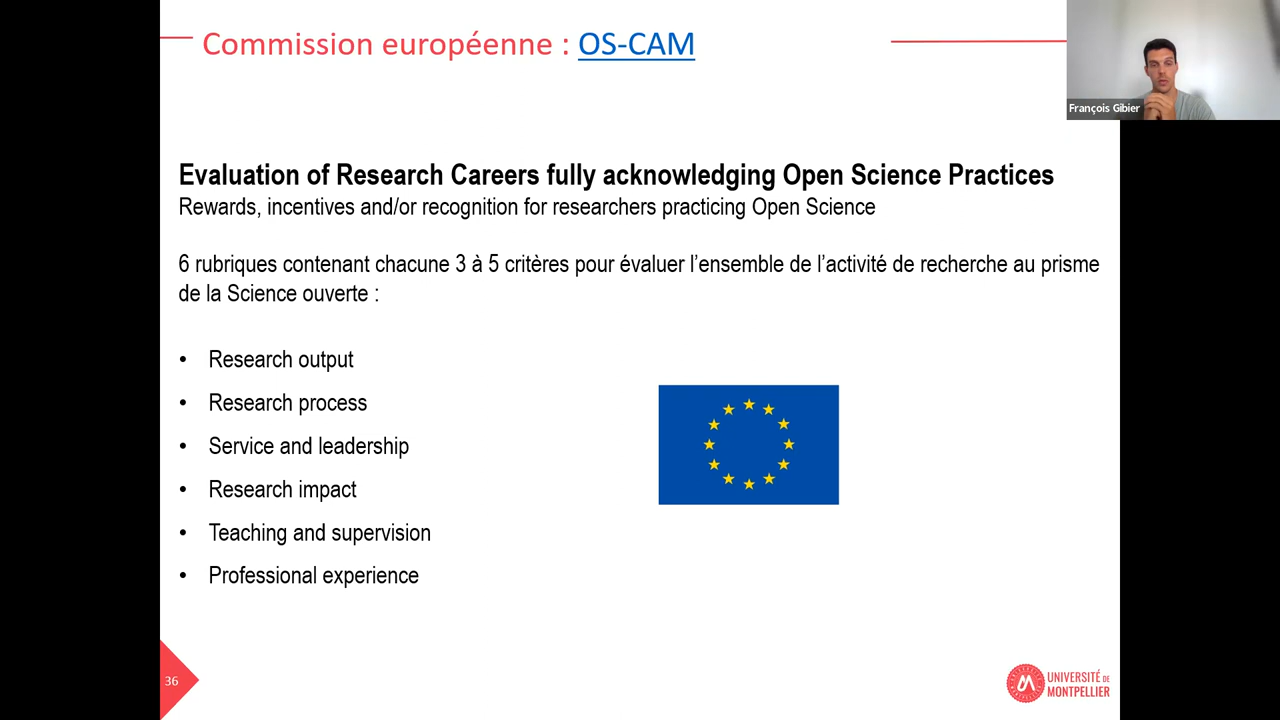 Commission européenne : OS-CAM
François Gibier
Evaluation of Research Careers fully acknowledging Open Science Practices
Rewards, incentives and/or recognition for researchers practicing Open Science
6 rubriques contenant chacune 3 à 5 critères pour évaluer l’ensemble de l’activité de recherche au prisme
de la Science ouverte :
• Research output
• Research process
• Service and leadership
• Research impact
• Teaching and supervision
• Professional experience
36
UNIVERSITÉ DE
MONTPELLIER